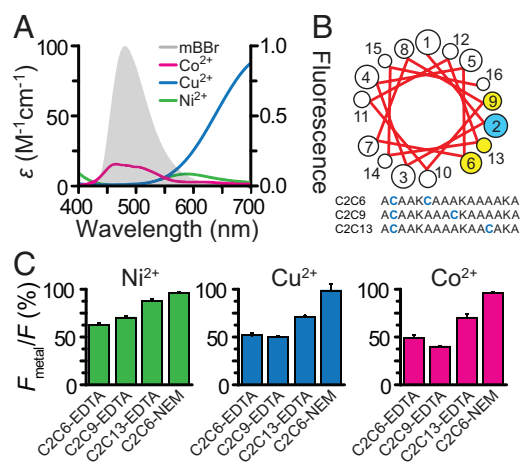 A
mBBr
Co2+
Cu2+
Ni2+
100
50
0
1.0
0.5
0.0
400 500 600 700
ε (M-1cm-1)
Fluorescence
Wavelength (nm)
B
1
12
5
16
9
2
13
6
10
3
14
7
11
4
15
8
C2C6 ACAAKCAAAKAAAAKA
C2C9 ACAAKAAACKAAAAKA
C2C13 ACAAKAAAAKAACAKA
C
Ni2+
Cu2+
Co2+
Fmetal/F (%)
100
50
0
C2C6-EDTA
C2C9-EDTA
C2C13-EDTA
C2C6-NEM
100
50
0
C2C6-EDTA
C2C9-EDTA
C2C13-EDTA
C2C6-NEM
100
50
0
C2C6-EDTA
C2C9-EDTA
C2C13-EDTA
C2C6-NEM